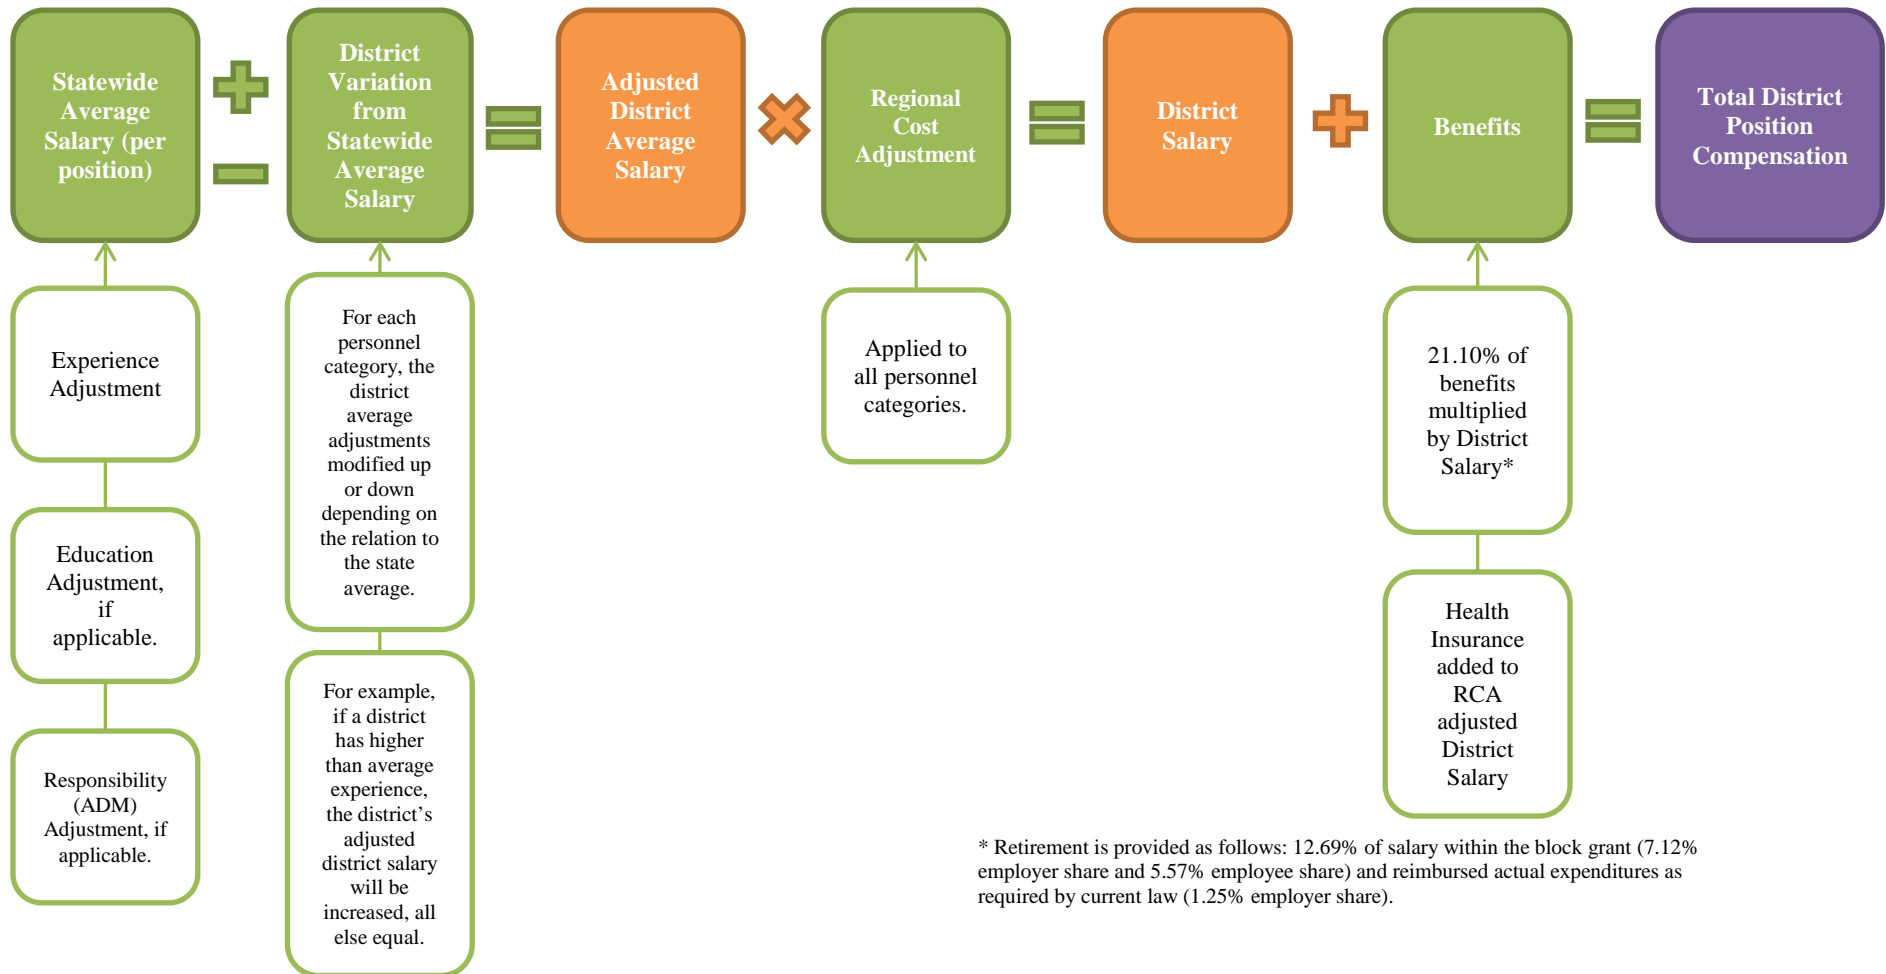 Statewide
Average
Salary (per
position)
District
Variation
from
Statewide
Average
Salary
Adjusted
District
Average
Salary
Regional
Cost
Adjustment
District
Salary
Benefits
Total District
Position
Compensation
Experience
Adjustment
Education
Adjustment,
if
applicable.
Responsibility
(ADM)
Adjustment, if
applicable.
For each
personnel
category, the
district
average
adjustments
modified up
or down
depending on
the relation to
the state
average.
For example,
if a district
has higher
than average
experience,
the district’s
adjusted
district salary
will be
increased, all
else equal.
Applied to
all personnel
categories.
21.10% of
benefits
multiplied
by District
Salary*
Health
Insurance
added to
RCA
adjusted
District
Salary
* Retirement is provided as follows: 12.69% of salary within the block grant (7.12%
employer share and 5.57% employee share) and reimbursed actual expenditures as
required by current law (1.25% employer share).